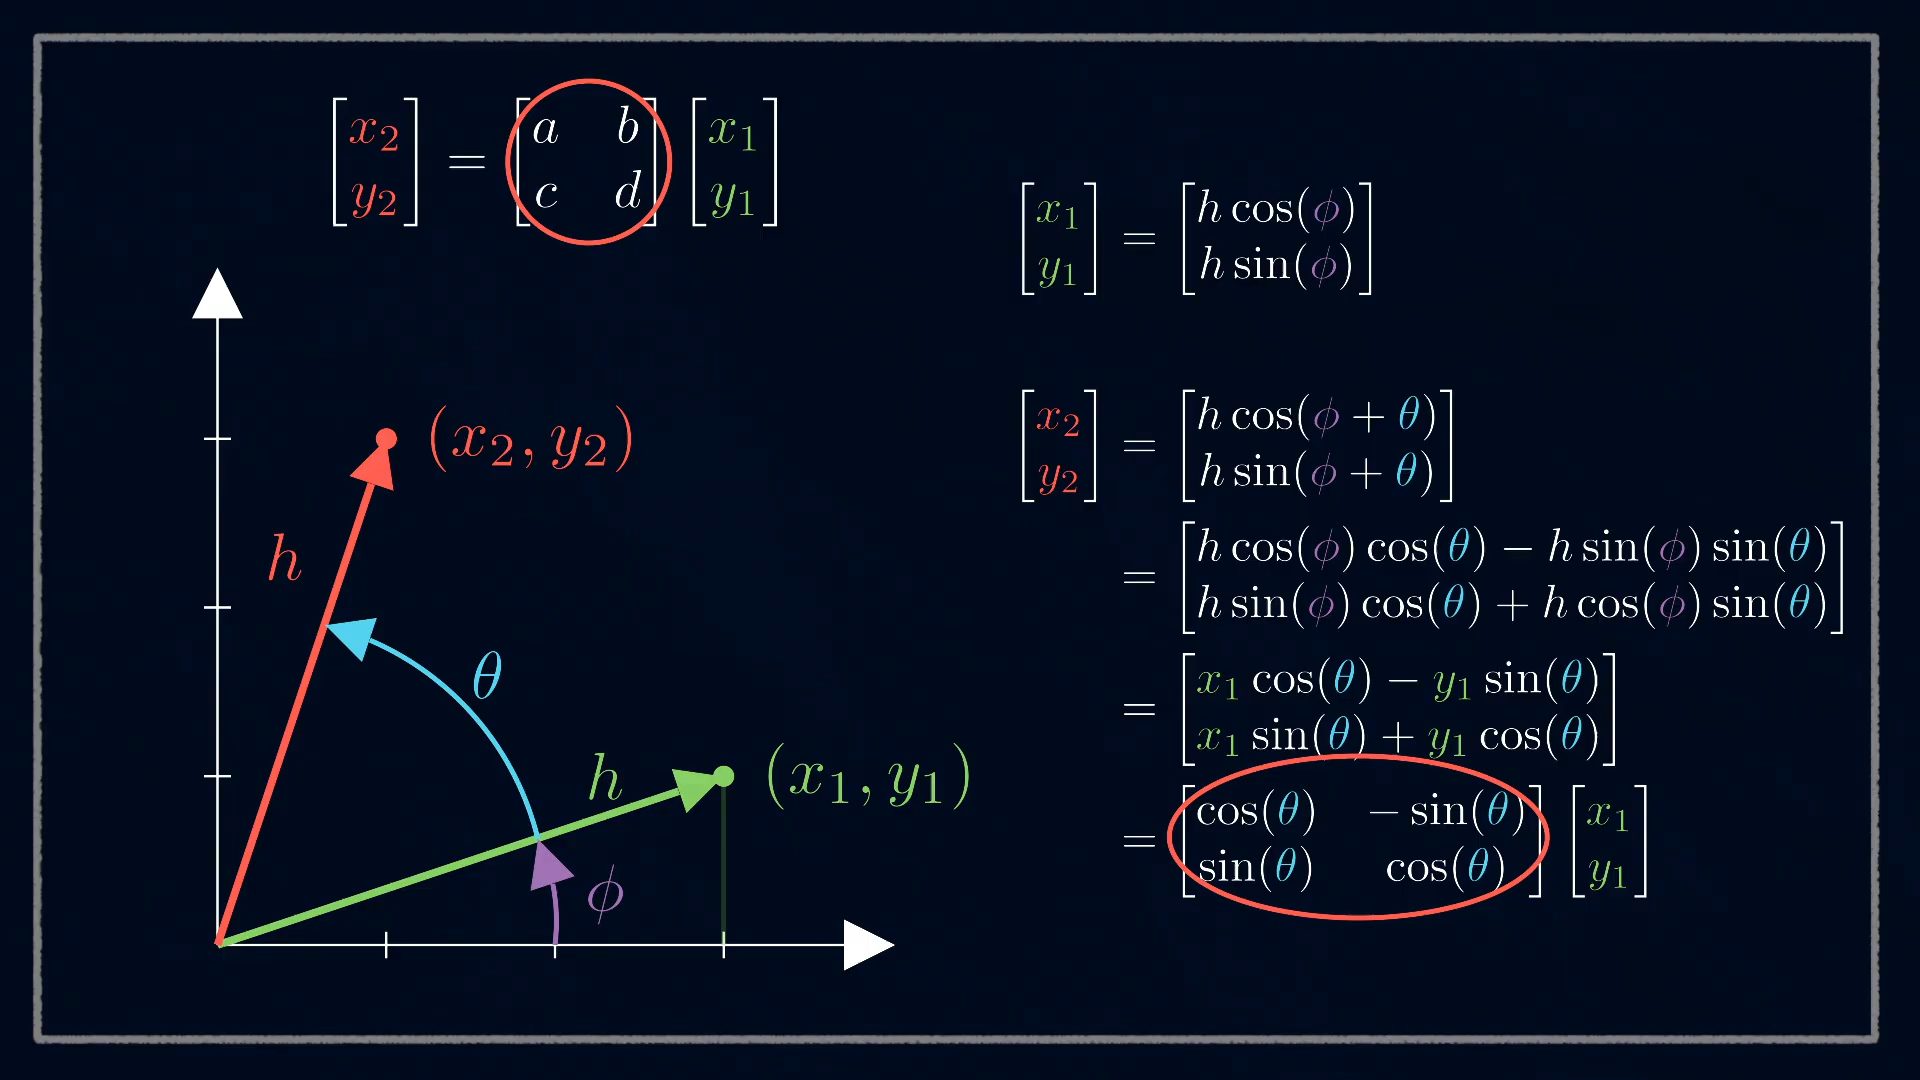 [x₂; y₂] = [a b; c d] [x₁; y₁]
[x₁; y₁] = [h cos(ϕ); h sin(ϕ)]
[x₂; y₂] = [h cos(ϕ + θ); h sin(ϕ + θ)]
= [h cos(ϕ) cos(θ) − h sin(ϕ) sin(θ); h sin(ϕ) cos(θ) + h cos(ϕ) sin(θ)]
= [x₁ cos(θ) − y₁ sin(θ); x₁ sin(θ) + y₁ cos(θ)]
= [cos(θ) − sin(θ); sin(θ) cos(θ)] [x₁; y₁]
(x₂, y₂)
h
θ
h
(x₁, y₁)
ϕ